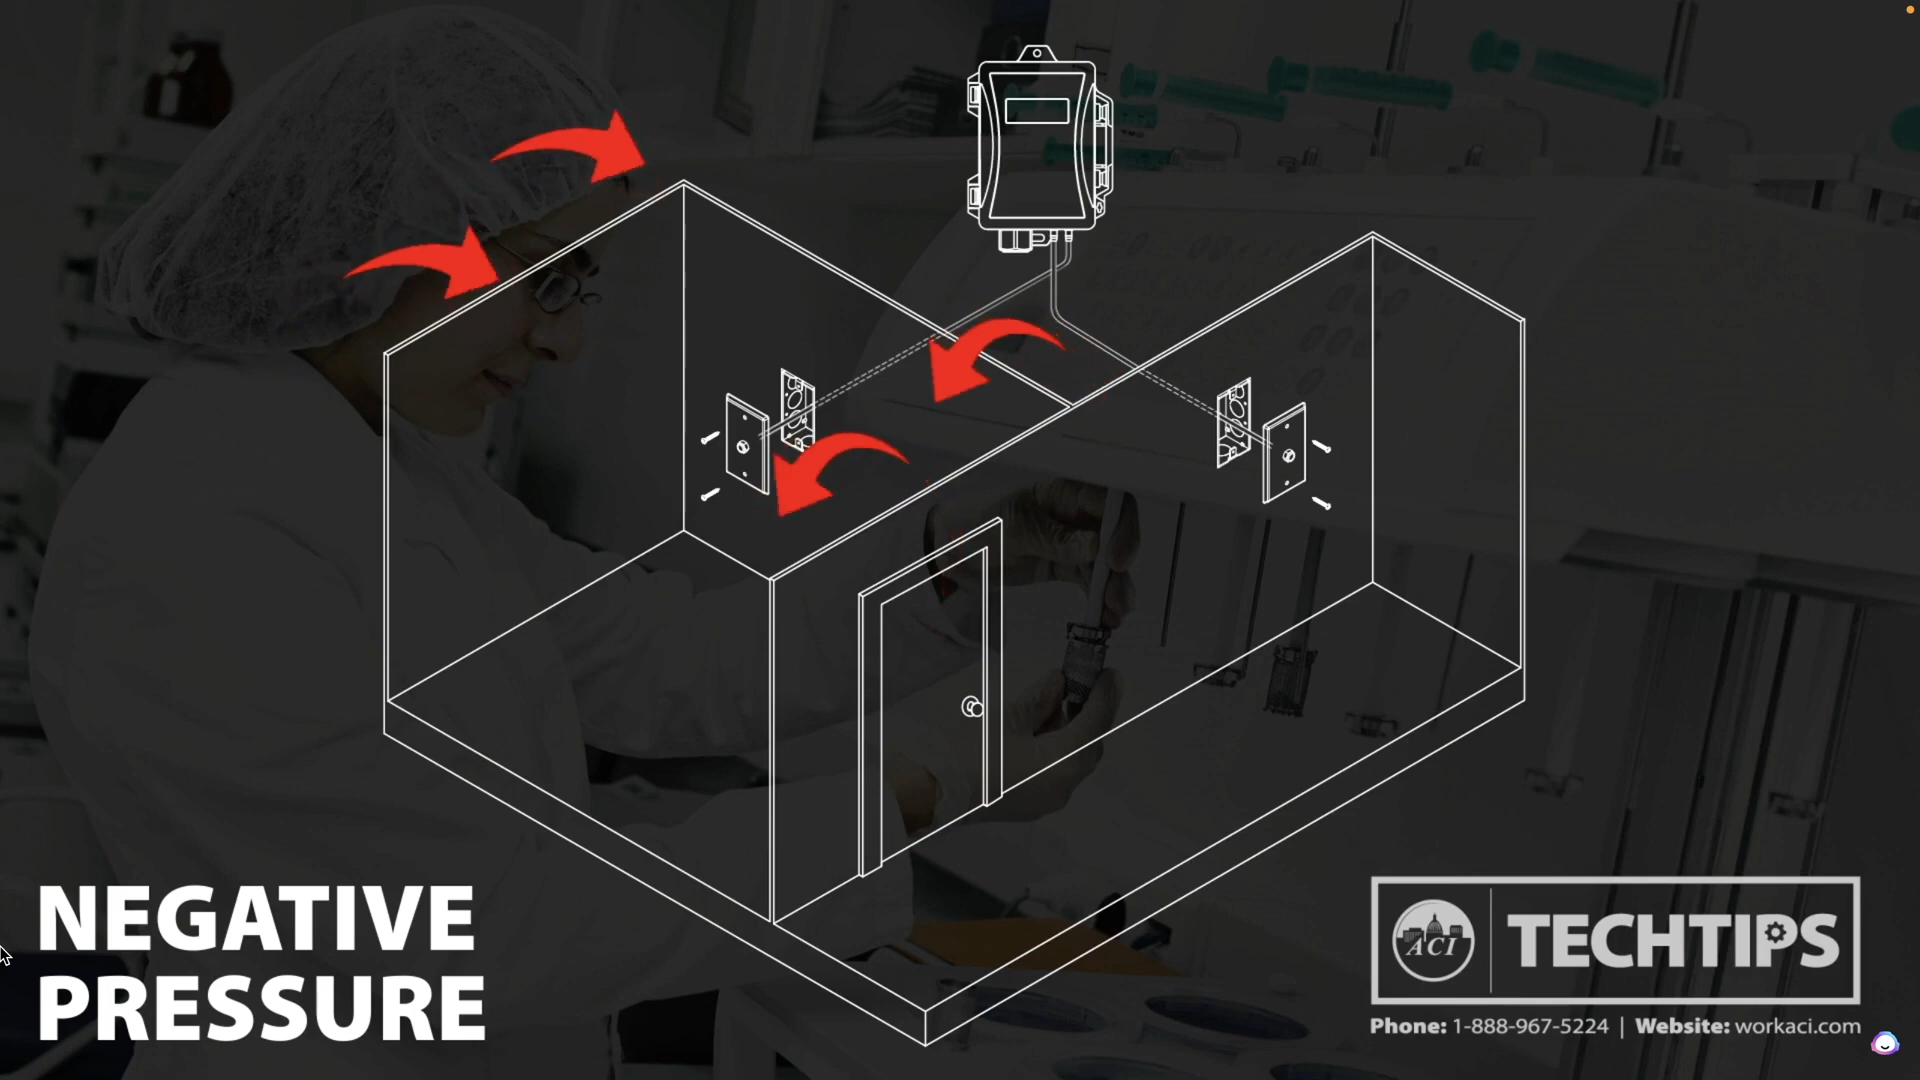 NEGATIVE
PRESSURE
ACI
TECHTIPS
Phone: 1-888-967-5224 | Website: workaci.com